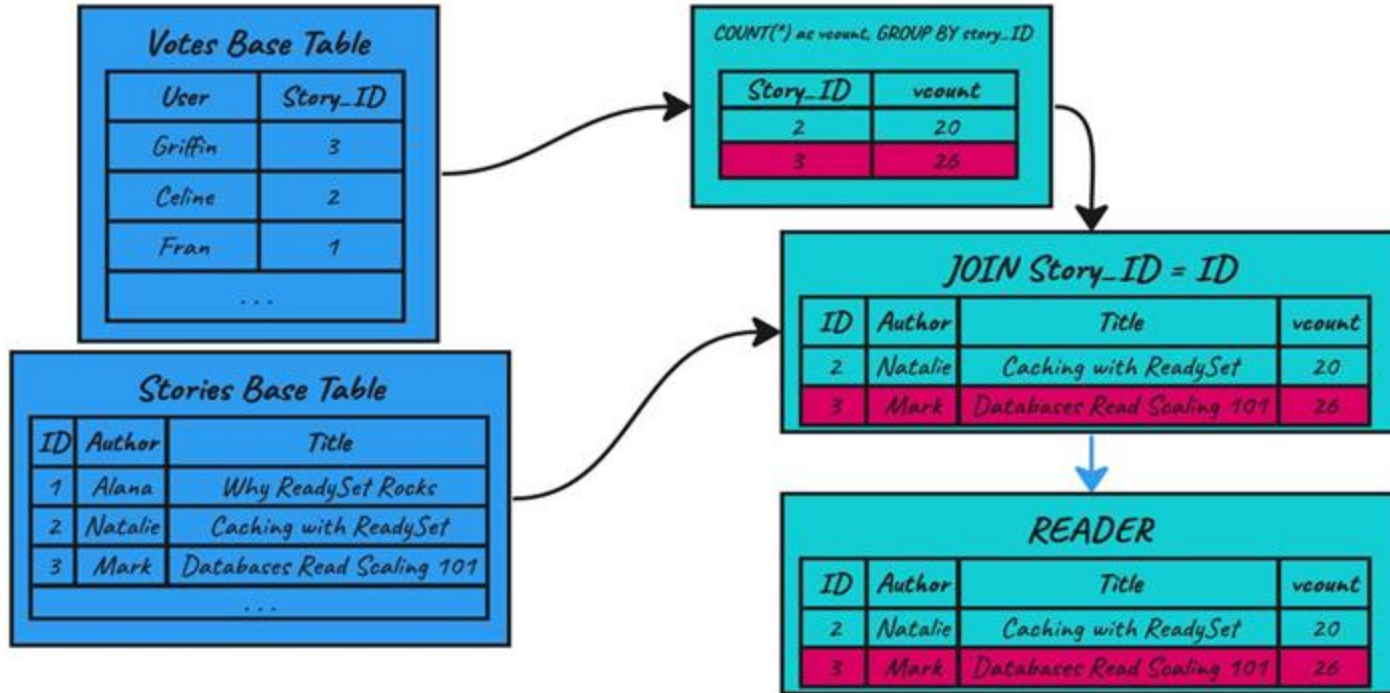 Votes Base Table
User Story_ID
Griffin 3
Celine 2
Fran 1
...
Stories Base Table
ID Author Title
1 Alana Why ReadySet Rocks
2 Natalie Caching with ReadySet
3 Mark Databases Read Scaling 101
...
COUNT(*) as vcount, GROUP BY story_ID
Story_ID vcount
2 20
3 26
JOIN Story_ID = ID
ID Author Title vcount
2 Natalie Caching with ReadySet 20
3 Mark Databases Read Scaling 101 26
READER
ID Author Title vcount
2 Natalie Caching with ReadySet 20
3 Mark Databases Read Scaling 101 26